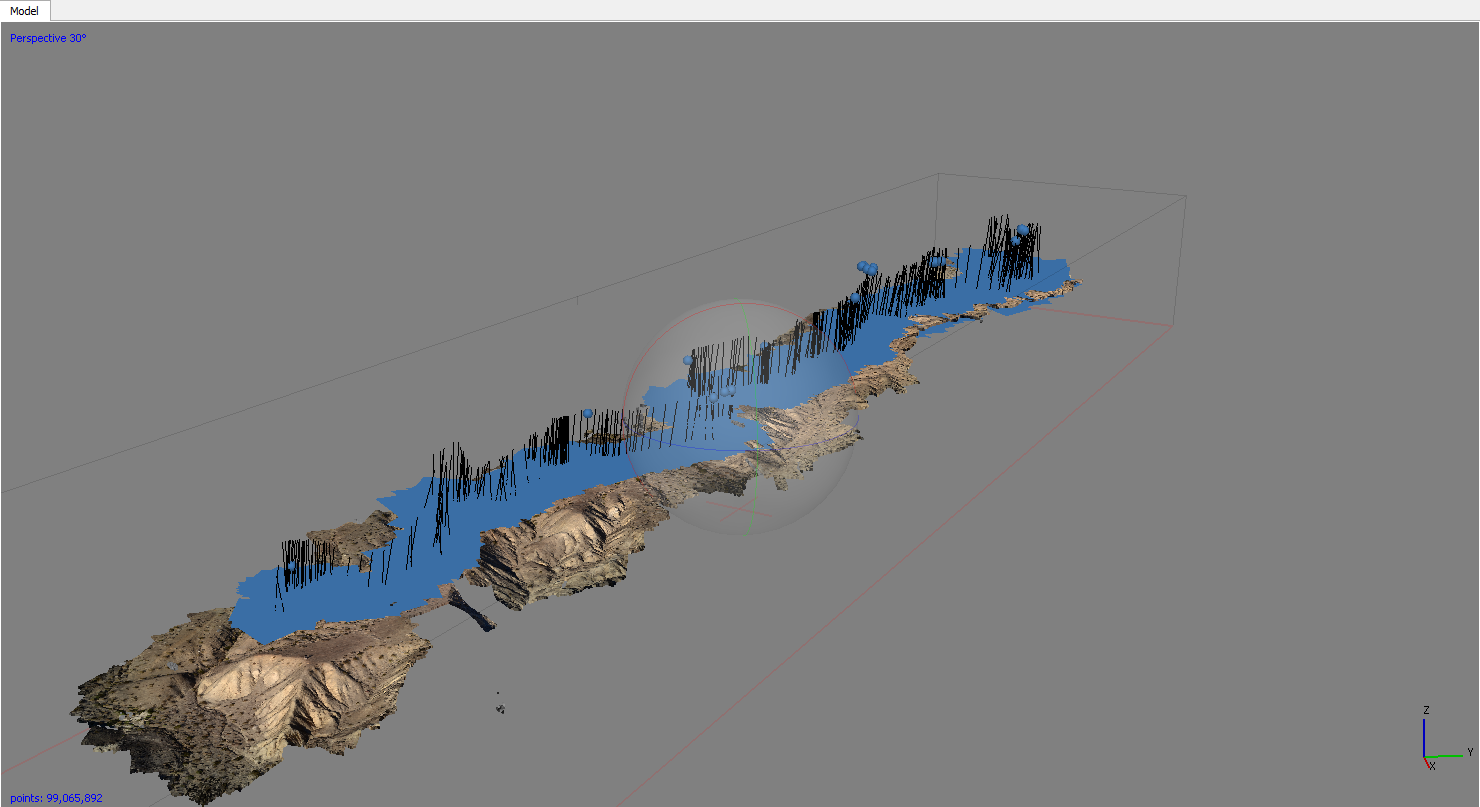 Model
Perspective 30°
Z
Y
X
points: 99,065,892